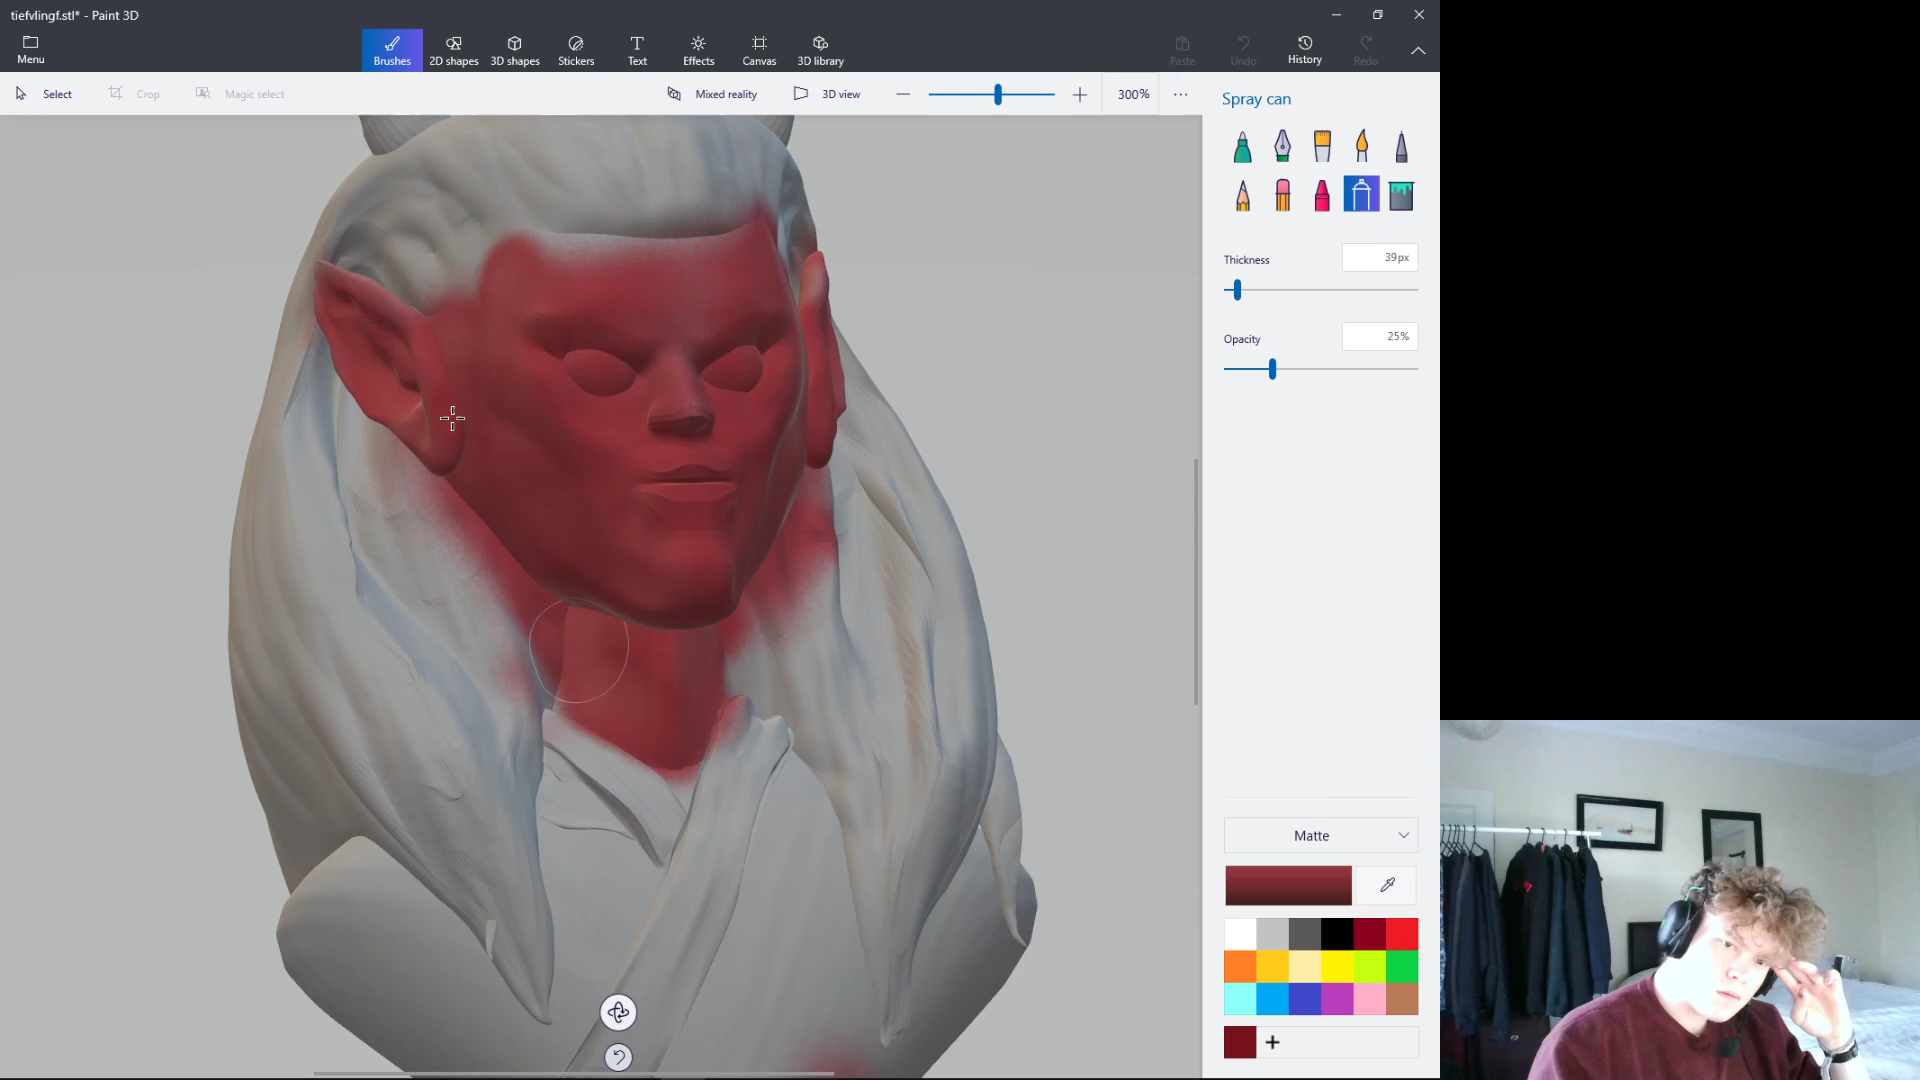 tiefvlingf.stl* - Paint 3D
Menu
Brushes
2D shapes
3D shapes
Stickers
Text
Effects
Canvas
3D library
Paste
Undo
History
Redo
Select
Crop
Magic select
Mixed reality
3D view
300%
Spray can
Thickness
39px
Opacity
25%
Matte